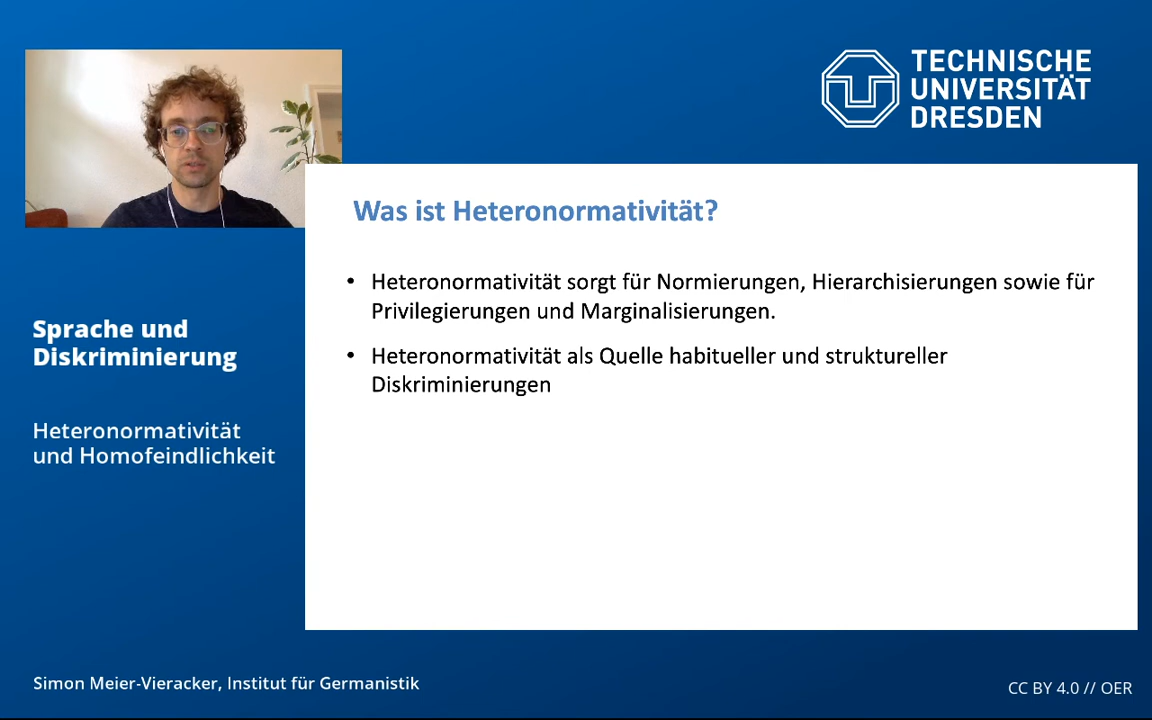 TECHNISCHE
UNIVERSITÄT
DRESDEN
Was ist Heteronormativität?
• Heteronormativität sorgt für Normierungen, Hierarchisierungen sowie für
Privilegierungen und Marginalisierungen.
• Heteronormativität als Quelle habitueller und struktureller
Diskriminierungen
Sprache und
Diskriminierung
Heteronormativität
und Homofeindlichkeit
Simon Meier-Vieracker, Institut für Germanistik
CC BY 4.0 // OER